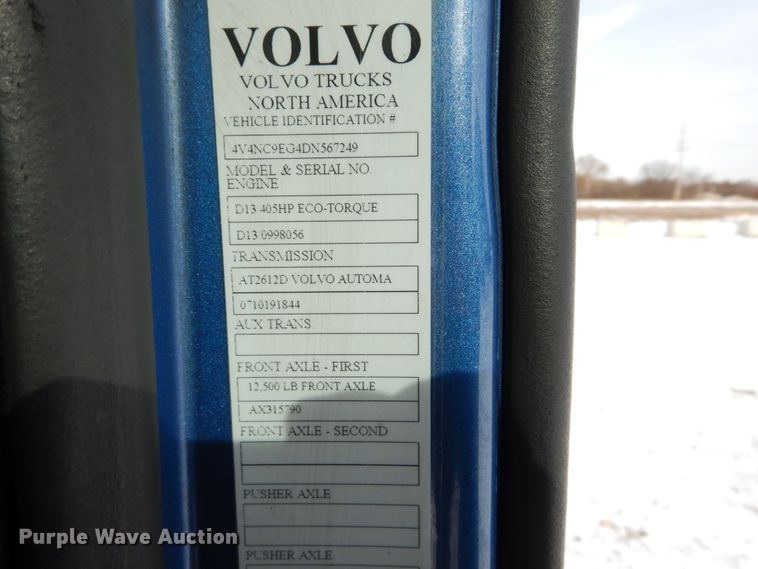 VOLVO
VOLVO TRUCKS
NORTH AMERICA
VEHICLE IDENTIFICATION #
4V4NC9EG4DN567249
MODEL & SERIAL NO.
ENGINE
D13 405HP ECO-TORQUE
D13 0998056
TRANSMISSION
AT2612D VOLVO AUTOMA
0710191844
AUX TRANS.
FRONT AXLE - FIRST
12,500 LB FRONT AXLE
AX315790
FRONT AXLE - SECOND
PUSHER AXLE
PUSHER AXLE
Purple Wave Auction